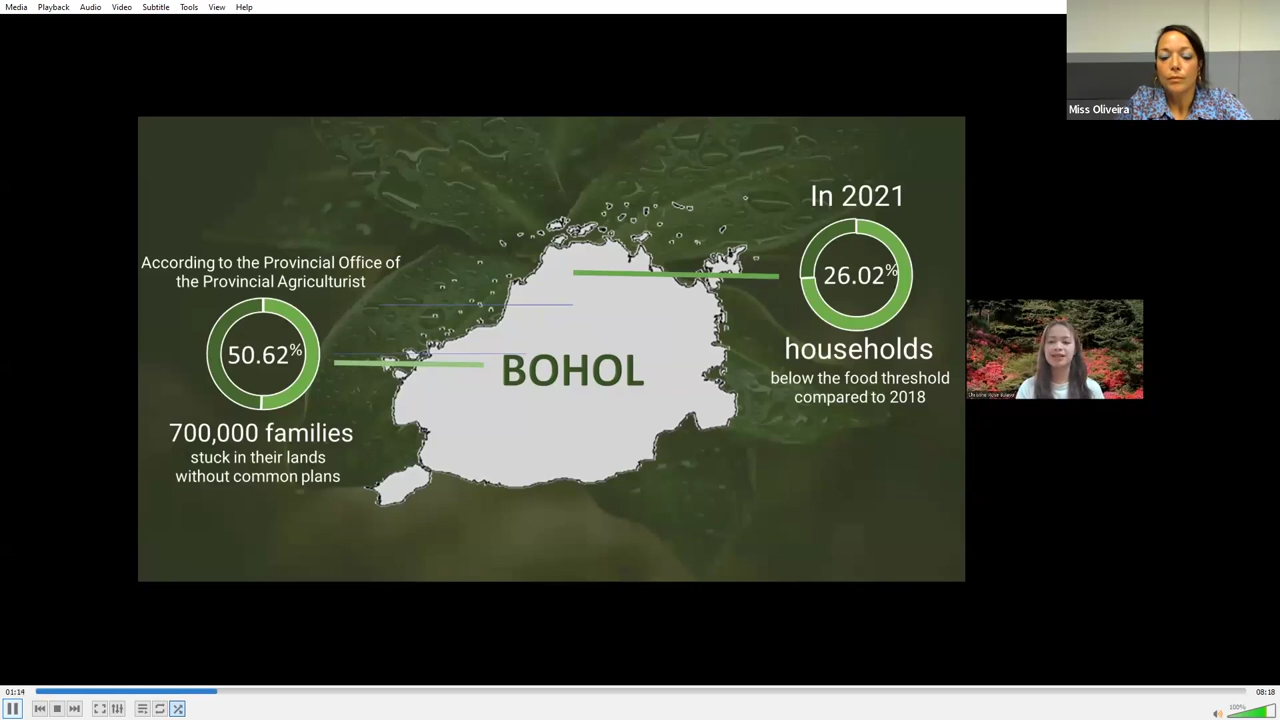 Media Playback Audio Video Subtitle Tools View Help
Miss Oliveira
In 2021
26.02%
households
below the food threshold
compared to 2018
According to the Provincial Office of
the Provincial Agriculturist
50.62%
700,000 families
stuck in their lands
without common plans
BOHOL
01:14
08:18
100%